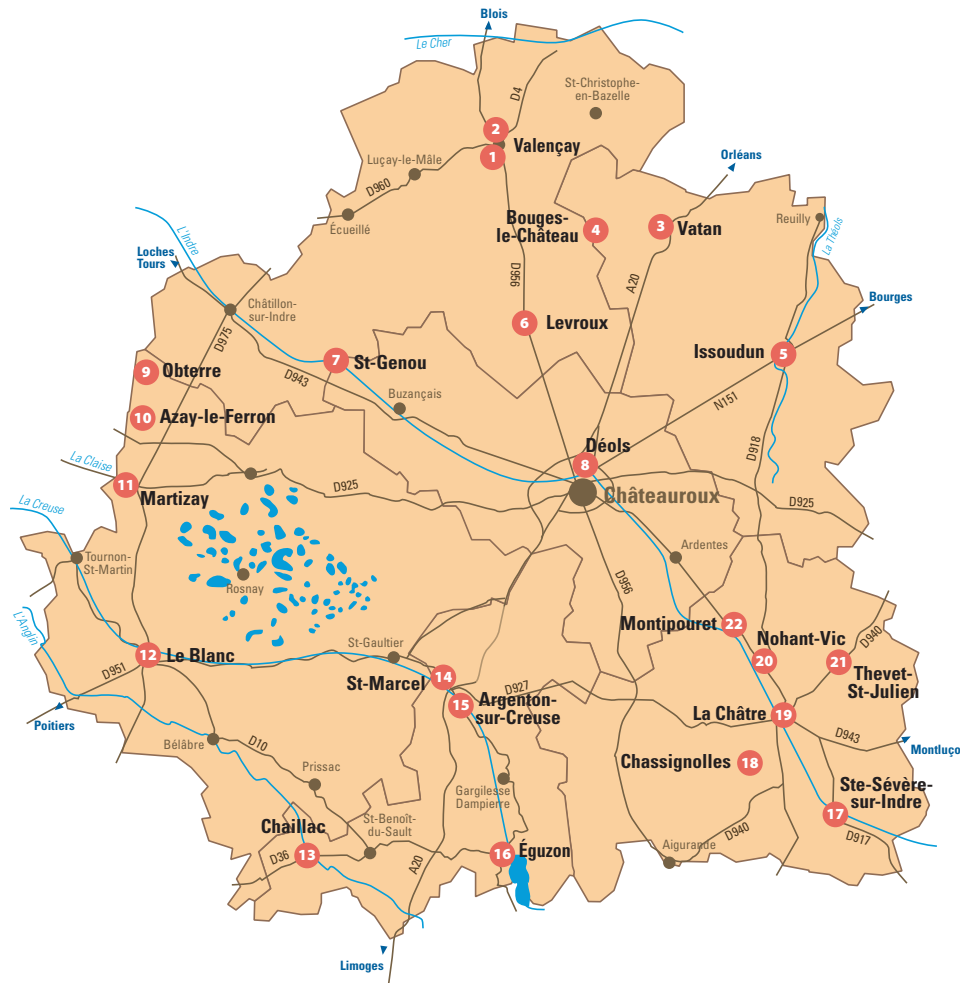 Blois
Le Cher
D4
St-Christophe-
en-Bazelle
2
Valençay
1
Luçay-le-Mâle
D960
Écueillé
Orléans
Bouges-
le-Château
4
3
Vatan
Reuilly
La Théols
L'Indre
Loches
Tours
D956
A20
Bourges
Châtillon-
sur-Indre
D975
6
Levroux
Issoudun
5
7
St-Genou
D943
9
Obterre
Buzançais
N151
10
Azay-le-Ferron
D918
Déols
8
La Claise
11
Martizay
D925
Châteauroux
D925
La Creuse
Tournon-
St-Martin
Rosnay
Ardentes
D956
L'Anglin
Montipouret
22
D940
Nohant-Vic
20
21
Thevet-
St-Julien
12
Le Blanc
D951
St-Gaultier
14
St-Marcel
D927
15
Argenton-
sur-Creuse
La Châtre
19
Poitiers
D943
Montluço
Bélâbre
D10
Prissac
Chassignolles
18
Gargilesse
Dampierre
Ste-Sévère-
sur-Indre
17
Chaillac
13
D36
St-Benoît-
du-Sault
A20
16
Éguzon
Aigurande
D940
D917
Limoges